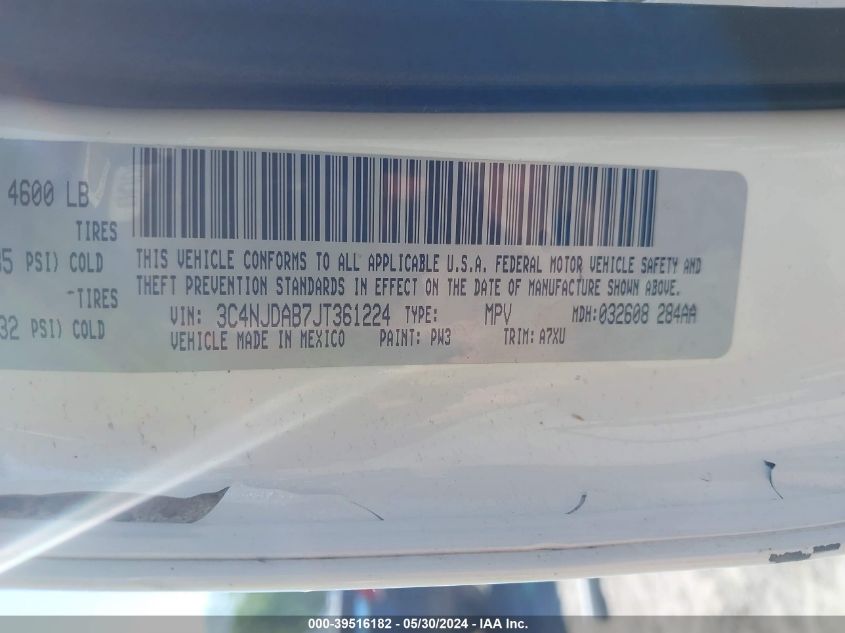 4600 LB
TIRES
35 PSI) COLD
-TIRES
32 PSI) COLD
THIS VEHICLE CONFORMS TO ALL APPLICABLE U.S.A. FEDERAL MOTOR VEHICLE SAFETY AND
THEFT PREVENTION STANDARDS IN EFFECT ON THE DATE OF MANUFACTURE SHOWN ABOVE.
VIN: 3C4NJDAB7JT361224 TYPE: MPV MDH: 032608 284AA
VEHICLE MADE IN MEXICO PAINT: PW3 TRIM: A7XU
000-39516182 - 05/30/2024 - IAA Inc.